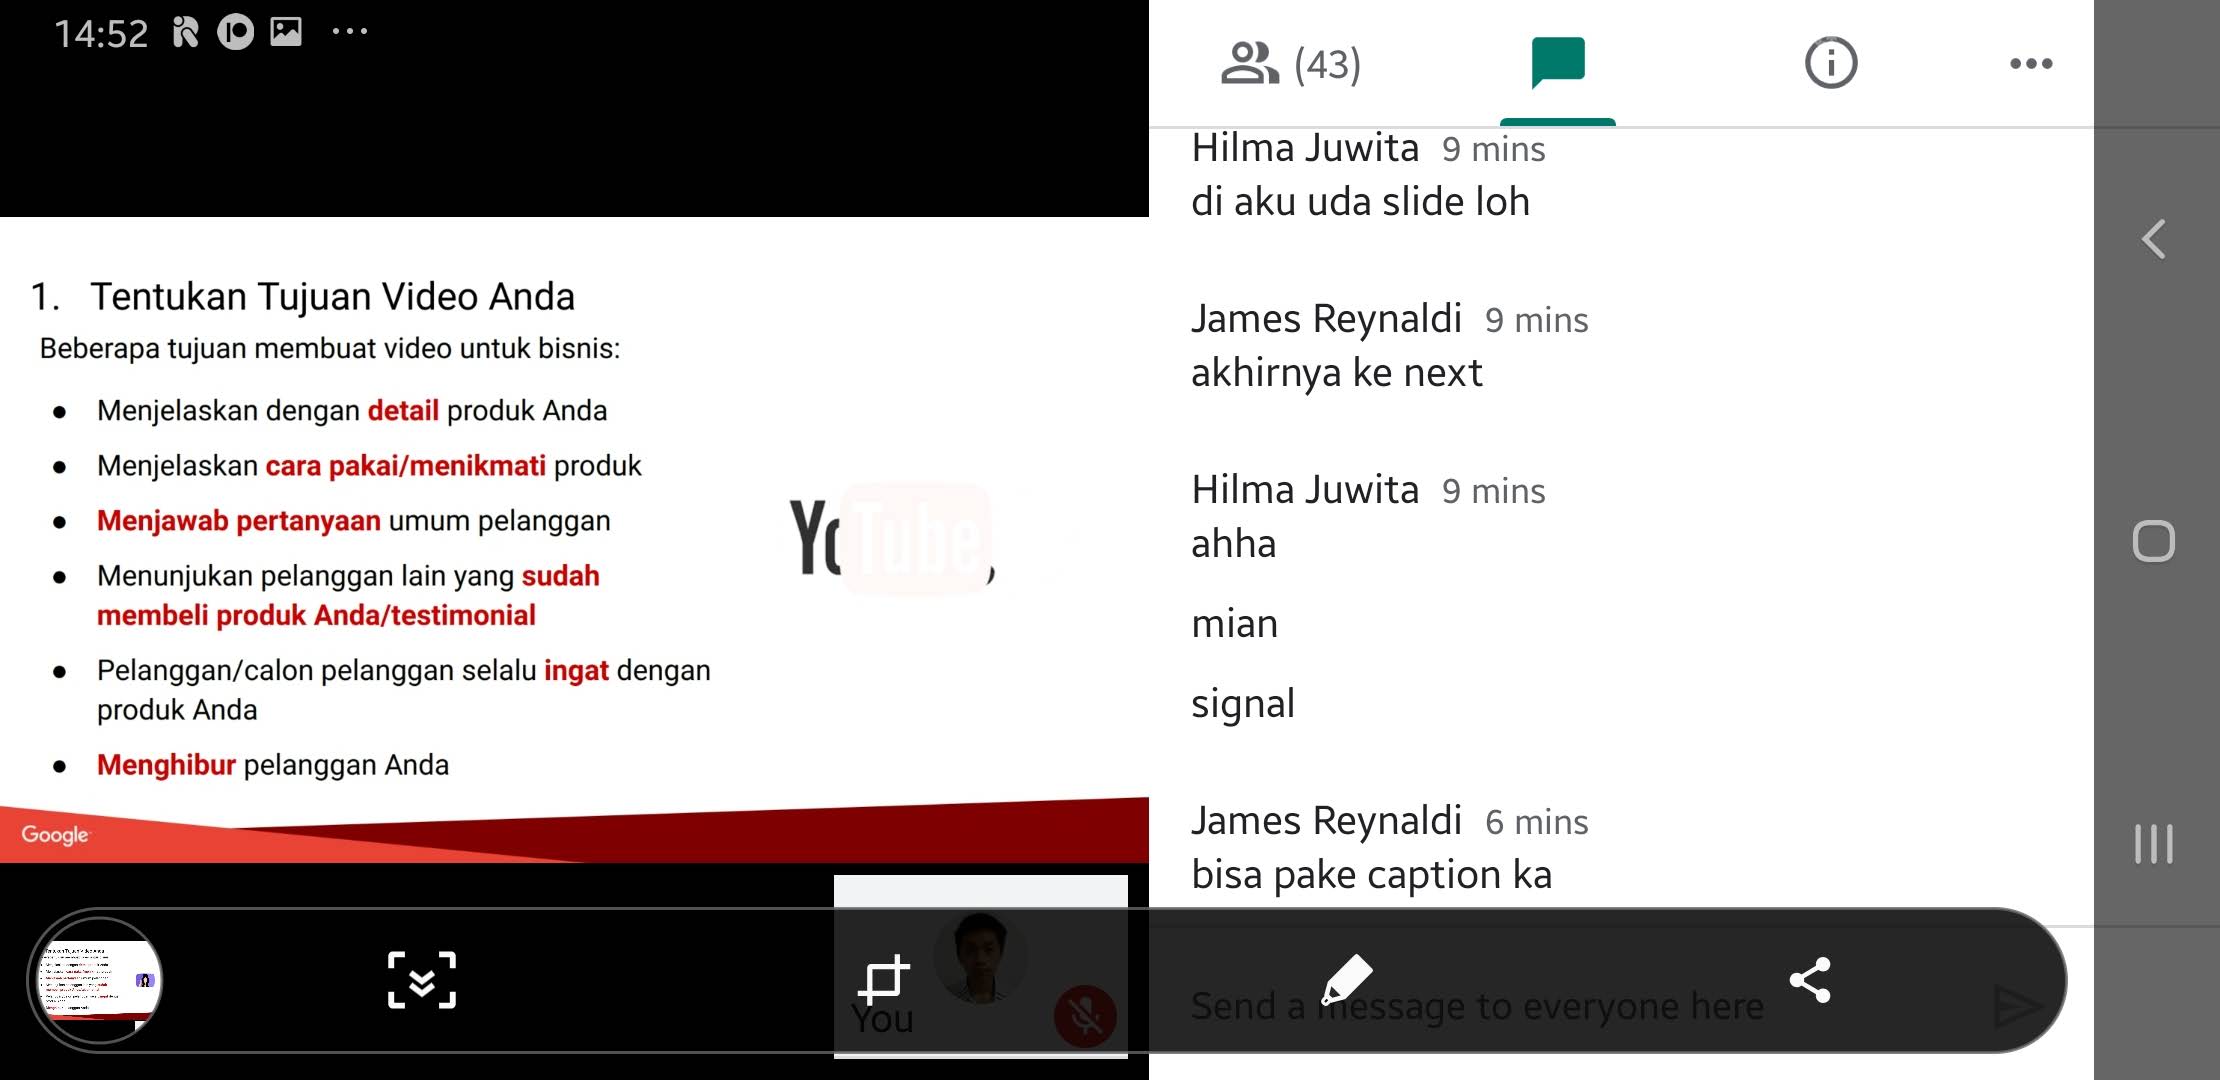 14:52
1. Tentukan Tujuan Video Anda
Beberapa tujuan membuat video untuk bisnis:
● Menjelaskan dengan detail produk Anda
● Menjelaskan cara pakai/menikmati produk
● Menjawab pertanyaan umum pelanggan
● Menunjukan pelanggan lain yang sudah
membeli produk Anda/testimonial
● Pelanggan/calon pelanggan selalu ingat dengan
produk Anda
● Menghibur pelanggan Anda
Tube
Google
You
(43)
Hilma Juwita 9 mins
di aku uda slide loh
James Reynaldi 9 mins
akhirnya ke next
Hilma Juwita 9 mins
ahha
mian
signal
James Reynaldi 6 mins
bisa pake caption ka
Send a message to everyone here